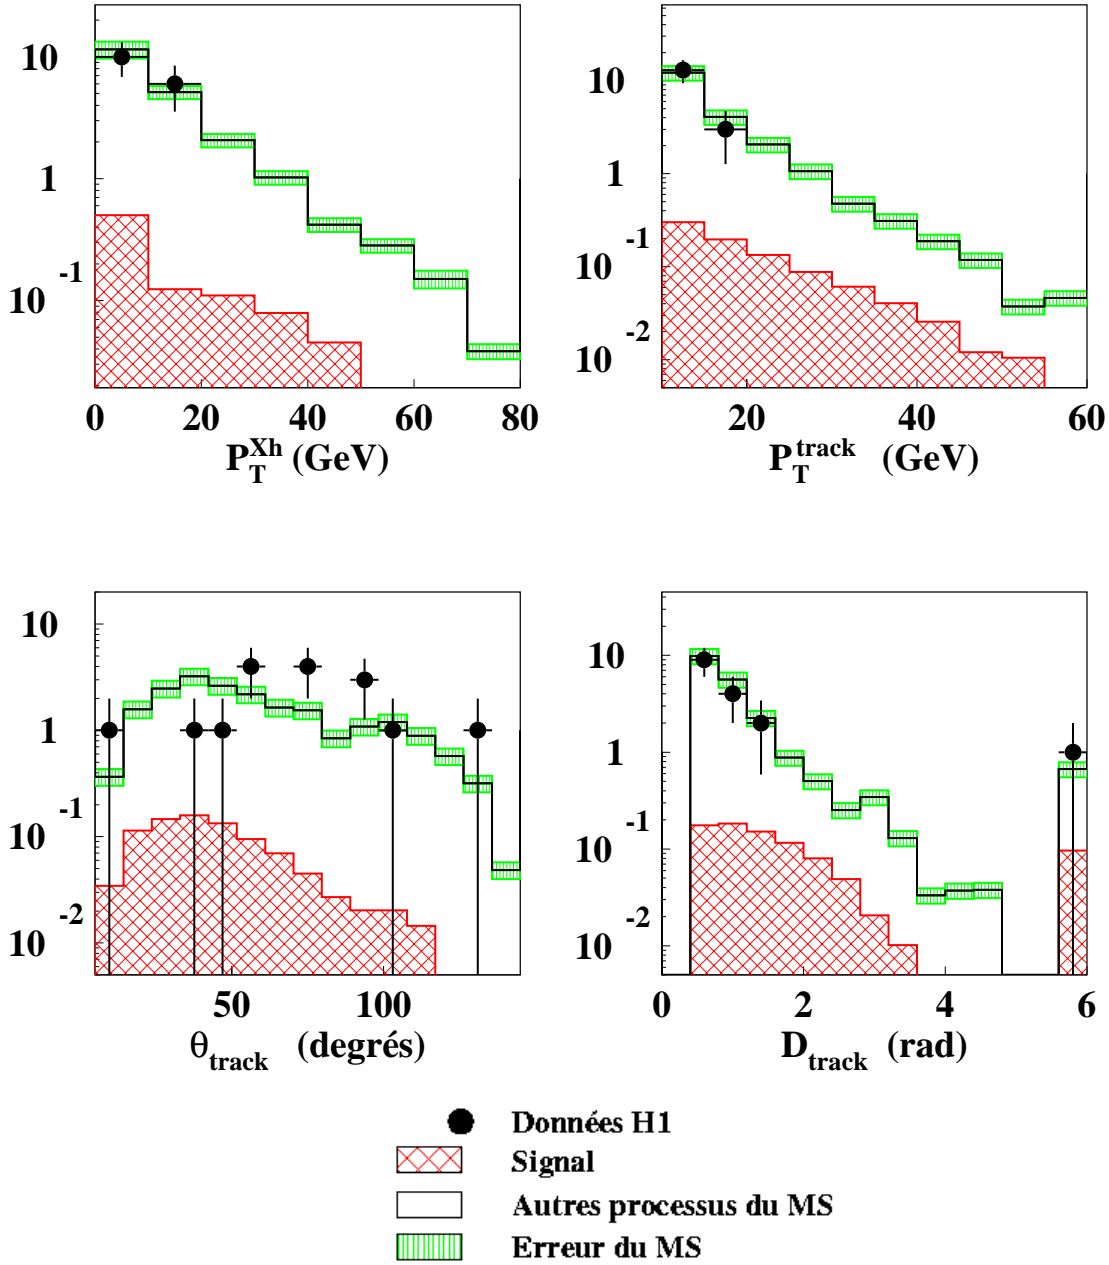 10
1
10
-1
0 20 40 60 80
P_T^Xh (GeV)
10
1
10
-1
10
-2
20 40 60
P_T^track (GeV)
10
1
10
-1
10
-2
50 100
θ_track (degrés)
10
1
10
-1
10
-2
0 2 4 6
D_track (rad)
Données H1
Signal
Autres processus du MS
Erreur du MS